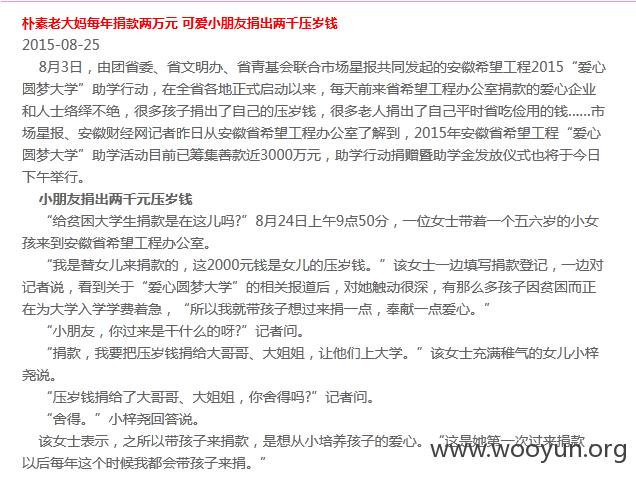 朴素老大妈每年捐款两万元 可爱小朋友捐出两千压岁钱
2015-08-25
8月3日，由团省委、省文明办、省青基会联合市场星报共同发起的安徽希望工程2015“爱心
圆梦大学”助学行动，在全省各地正式启动以来，每天前来省希望工程办公室捐款的爱心企业
和人士络绎不绝，很多孩子捐出了自己的压岁钱，很多老人捐出了自己平时省吃俭用的钱......市
场星报、安徽财经网记者昨日从安徽省希望工程办公室了解到，2015年安徽省希望工程“爱心
圆梦大学”助学活动目前已筹集善款近3000万元，助学行动捐赠暨助学金发放仪式也将于今日
下午举行。
小朋友捐出两千元压岁钱
“给贫困大学生捐款是在这儿吗?”8月24日上午9点50分，一位女士带着一个五六岁的小女
孩来到安徽省希望工程办公室。
“我是替女儿来捐款的，这2000元钱是女儿的压岁钱。”该女士一边填写捐款登记，一边对
记者说，看到关于“爱心圆梦大学”的相关报道后，对她触动很深，有那么多孩子因贫困而正
在为大学入学学费着急，“所以我就带孩子想过来捐一点，奉献一点爱心。”
“小朋友，你过来是干什么的呀?”记者问。
“捐款，我要把压岁钱捐给大哥哥、大姐姐，让他们上大学。”该女士充满稚气的女儿小梓
尧说。
“压岁钱捐给了大哥哥、大姐姐，你舍得吗?”记者问。
“舍得。”小梓尧回答说。
该女士表示，之所以带孩子来捐款，是想从小培养孩子的爱心。“这是她第一次过来捐款，
以后每年这个时候我都会带孩子来捐。”
www.wooyun.org